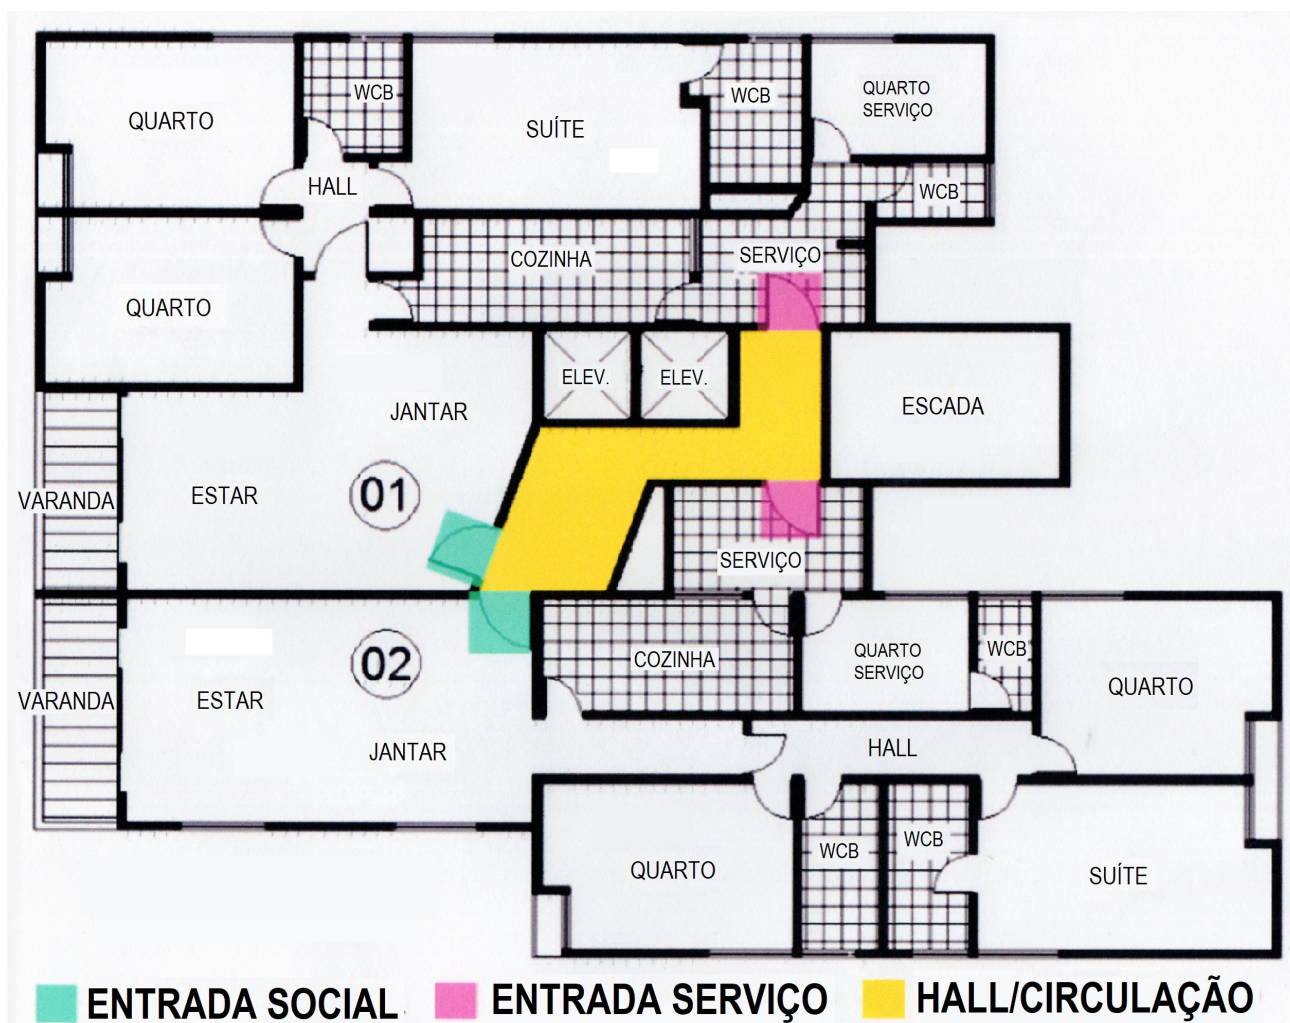 QUARTO
WCB
SUÍTE
WCB
QUARTO
SERVIÇO
HALL
WCB
COZINHA
SERVIÇO
QUARTO
ELEV.
ELEV.
JANTAR
ESCADA
VARANDA
ESTAR
01
SERVIÇO
02
COZINHA
QUARTO
SERVIÇO
WCB
QUARTO
VARANDA
ESTAR
JANTAR
HALL
QUARTO
WCB
WCB
SUÍTE
ENTRADA SOCIAL
ENTRADA SERVIÇO
HALL/CIRCULAÇÃO